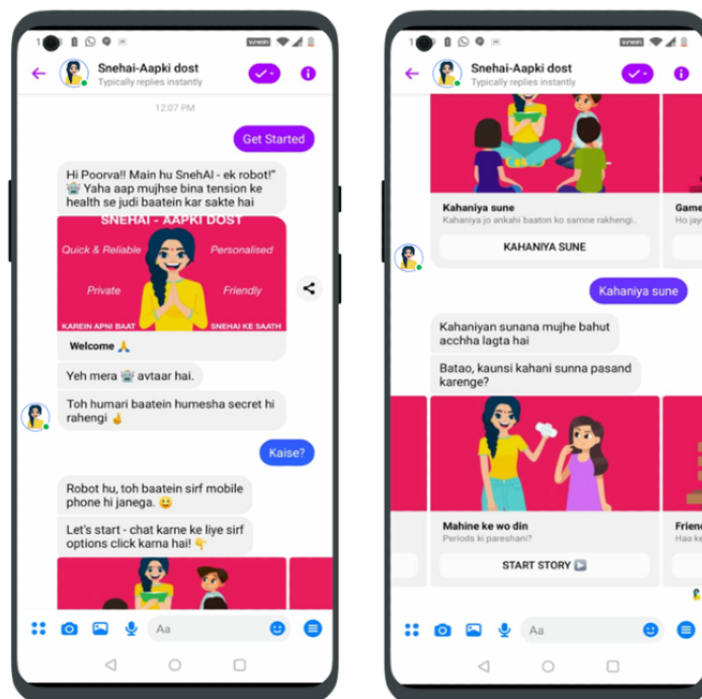 Snehai-Aapki dost
Typically replies instantly
12:07 PM
Get Started
Hi Poorva!! Main hu SnehAI - ek robot!"
Yaha aap mujhse bina tension ke
health se judi baatein kar sakte hai
SNEHAI - AAPKI DOST
Quick & Reliable
Personalised
Private
Friendly
KAREIN APNI BAAT
SNEHAI KE SAATH
Welcome
Yeh mera avtaar hai.
Toh humari baatein humesha secret hi
rahengi
Kaise?
Robot hu, toh baatein sirf mobile
phone hi janega.
Let's start - chat karne ke liye sirf
options click karna hai!
Aa
Snehai-Aapki dost
Typically replies instantly
Kahaniya sune
Kahaniya jo ankahi baaton ko samne rakhengi..
KAHANIYA SUNE
Game
Ho jay
Kahaniya sune
Kahaniyan sunana mujhe bahut
acchha lagta hai
Batao, kaunsi kahani sunna pasand
karenge?
Mahine ke wo din
Periods ki pareshani?
START STORY
Friend
Haa ke
Aa